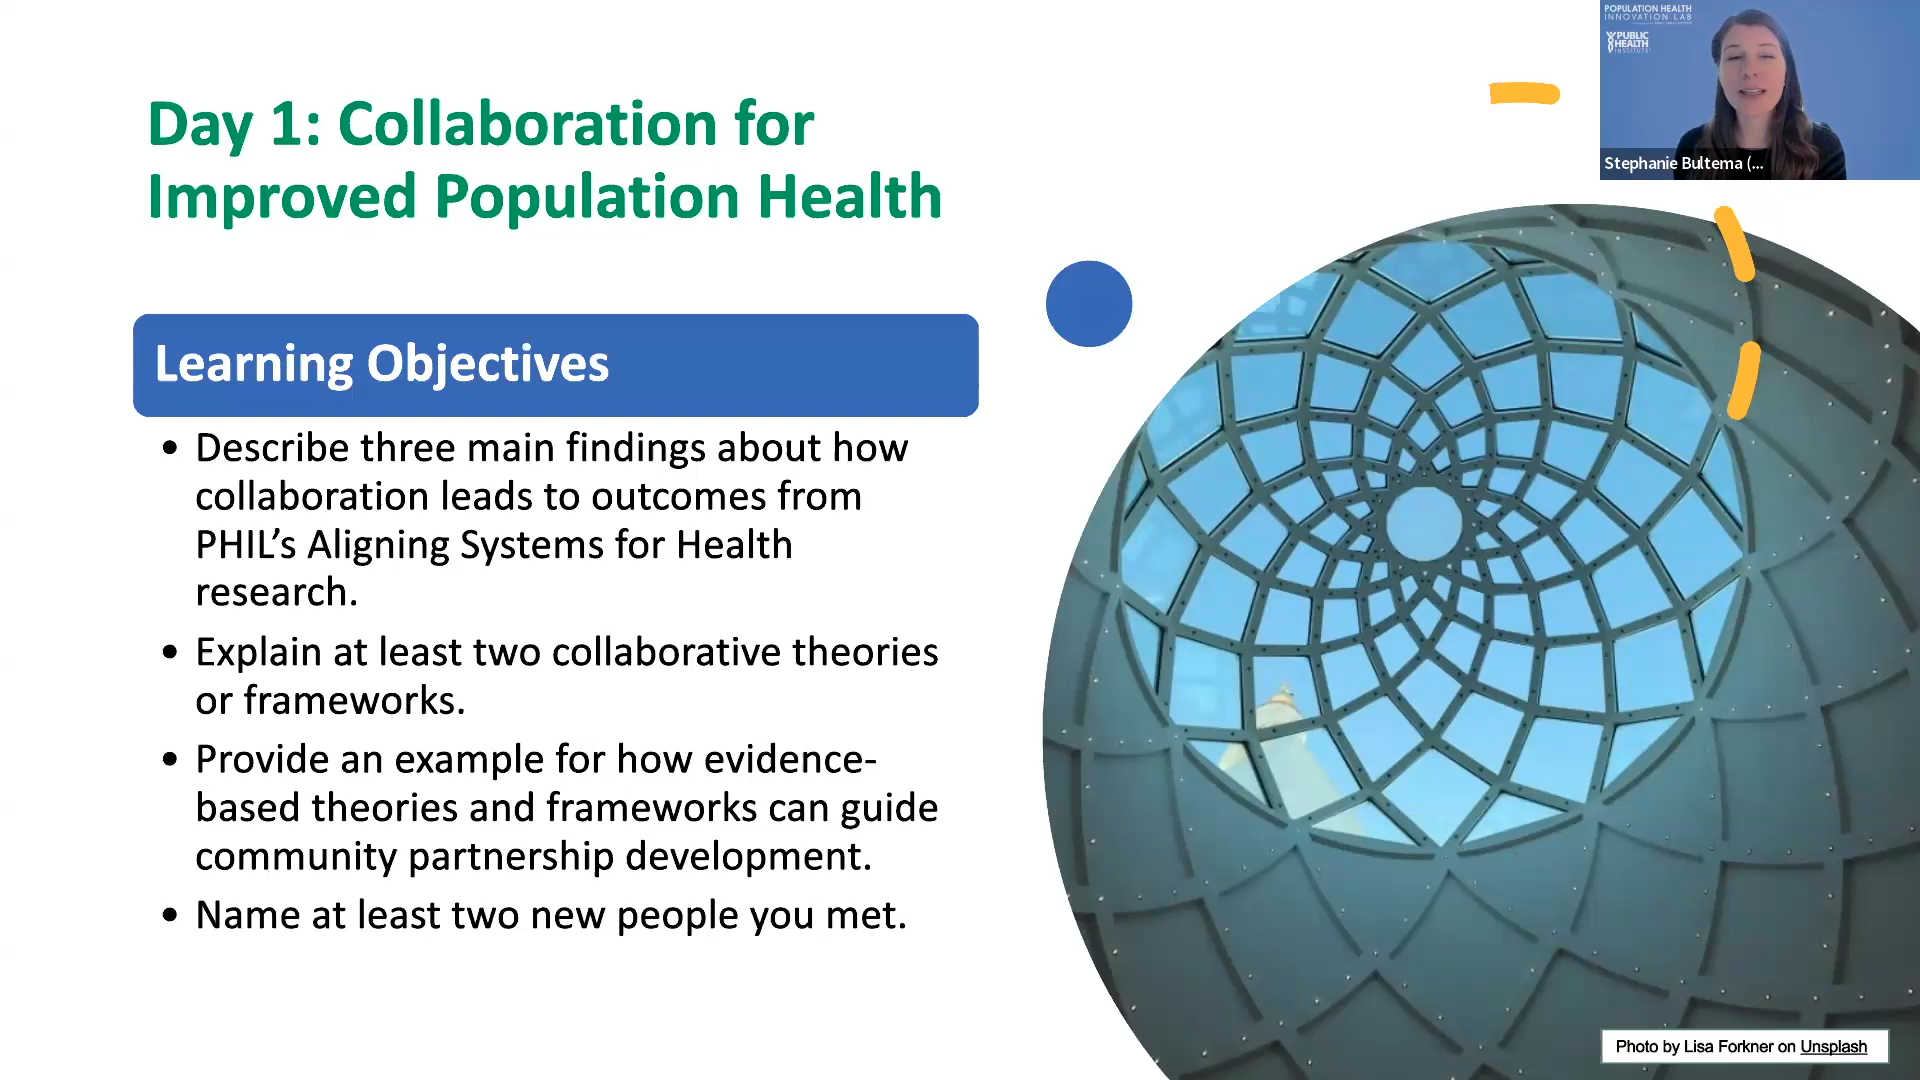 POPULATION HEALTH
INNOVATION LAB
PUBLIC
HEALTH
INSTITUTE
Stephanie Bultema (...
Day 1: Collaboration for
Improved Population Health
Learning Objectives
• Describe three main findings about how
collaboration leads to outcomes from
PHIL’s Aligning Systems for Health
research.
• Explain at least two collaborative theories
or frameworks.
• Provide an example for how evidence-
based theories and frameworks can guide
community partnership development.
• Name at least two new people you met.
Photo by Lisa Forkner on Unsplash